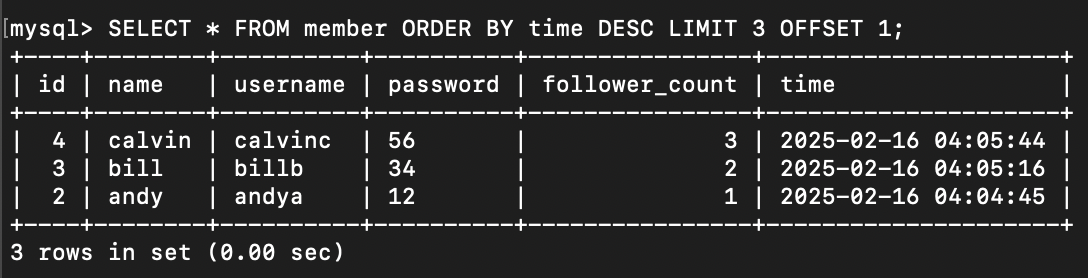 [mysql> SELECT * FROM member ORDER BY time DESC LIMIT 3 OFFSET 1;
+----+--------+----------+----------+----------------+---------------------+
| id | name   | username | password | follower_count | time                |
+----+--------+----------+----------+----------------+---------------------+
|  4 | calvin | calvinc  | 56       |              3 | 2025-02-16 04:05:44 |
|  3 | bill   | billb    | 34       |              2 | 2025-02-16 04:05:16 |
|  2 | andy   | andya    | 12       |              1 | 2025-02-16 04:04:45 |
+----+--------+----------+----------+----------------+---------------------+
3 rows in set (0.00 sec)